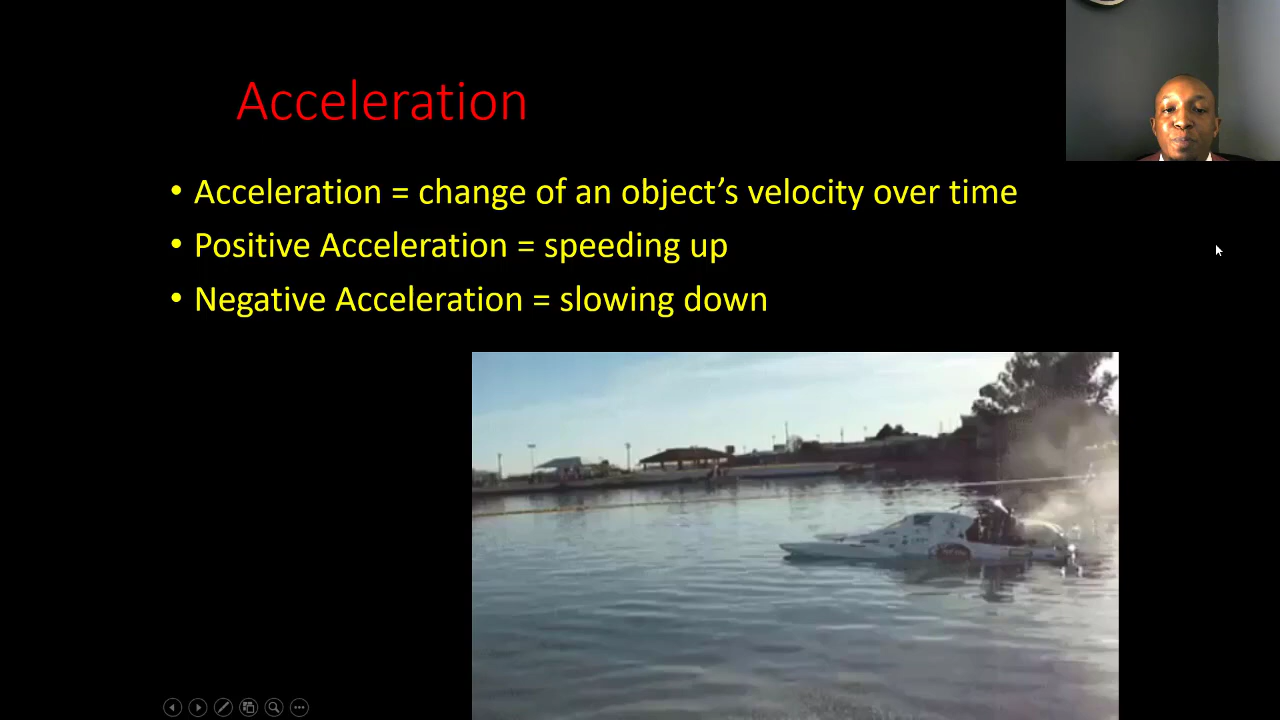 Acceleration
• Acceleration = change of an object’s velocity over time
• Positive Acceleration = speeding up
• Negative Acceleration = slowing down